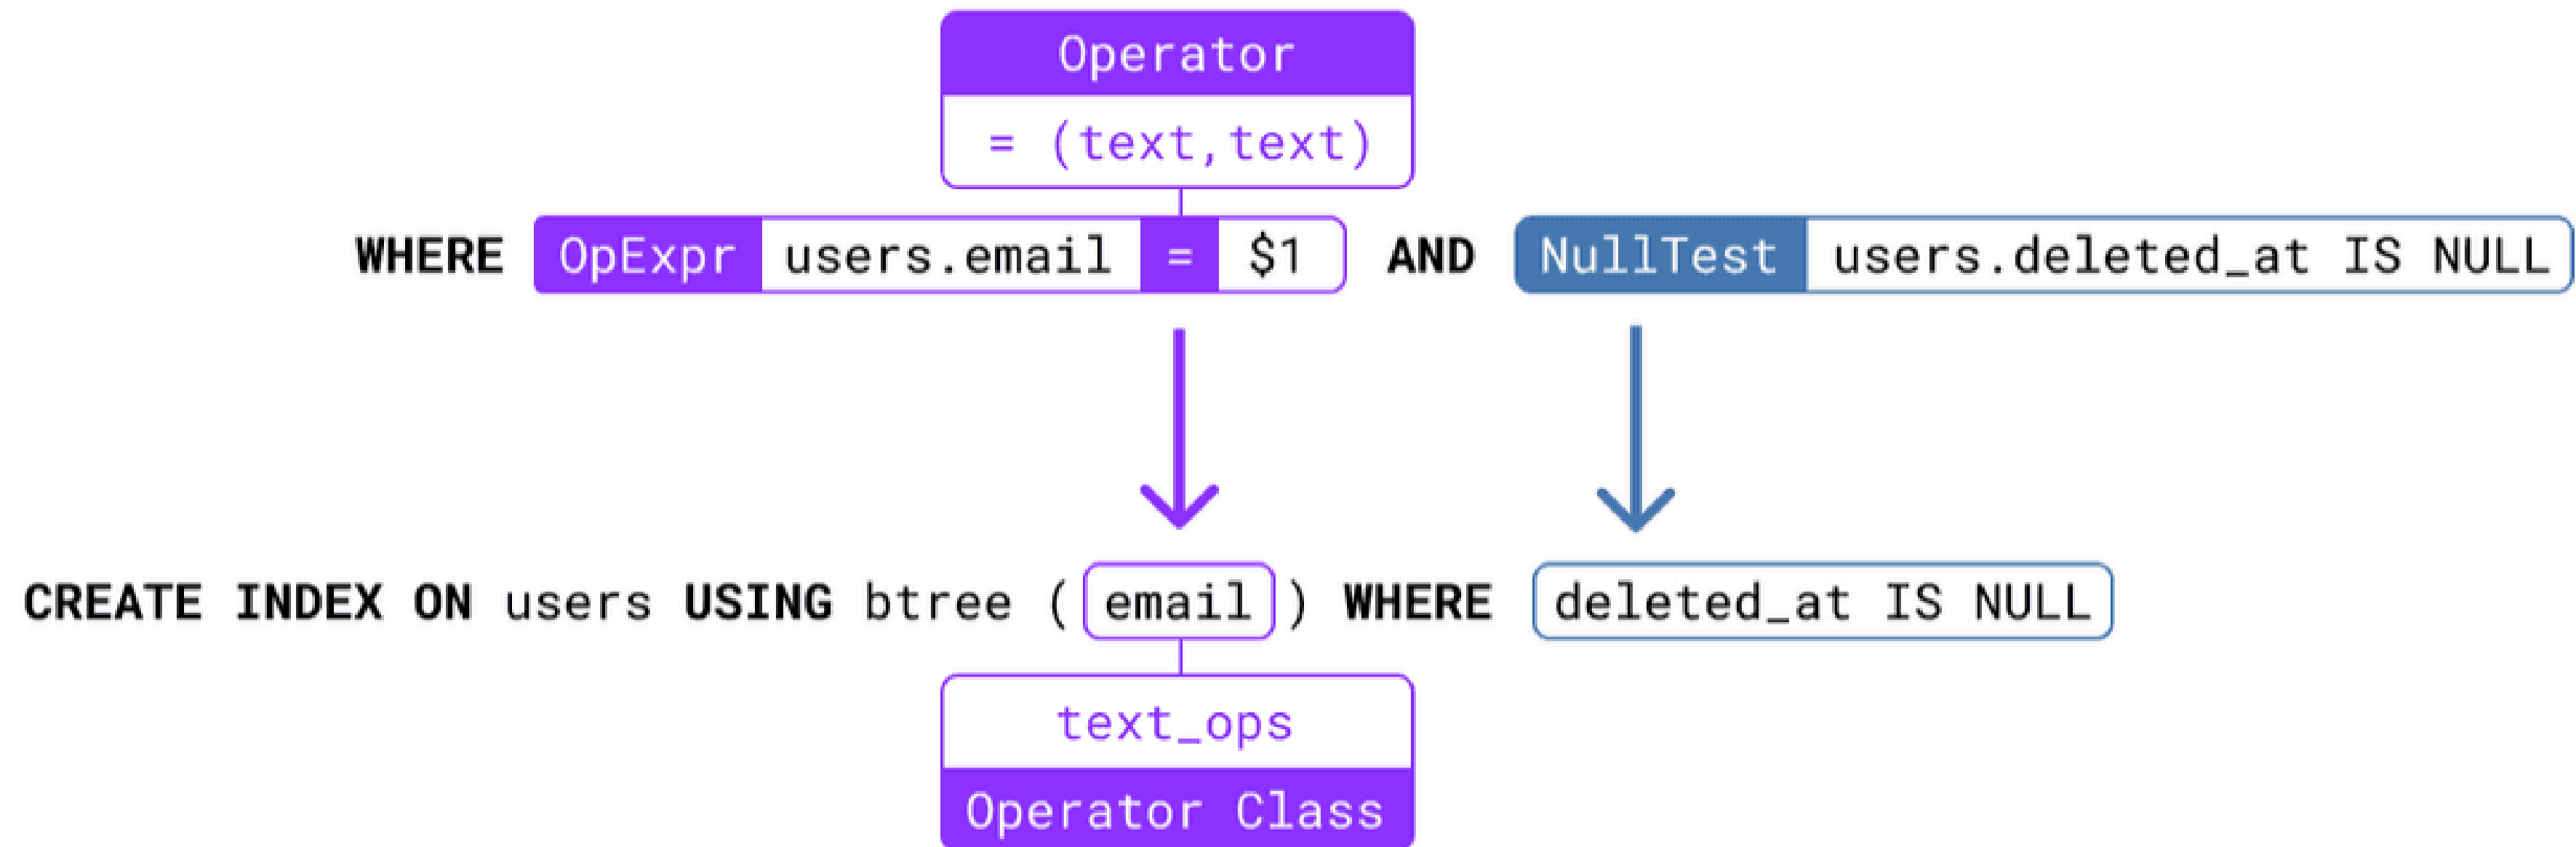 Operator
= (text,text)
WHERE OpExpr users.email = $1 AND NullTest users.deleted_at IS NULL
CREATE INDEX ON users USING btree ( email ) WHERE deleted_at IS NULL
text_ops
Operator Class